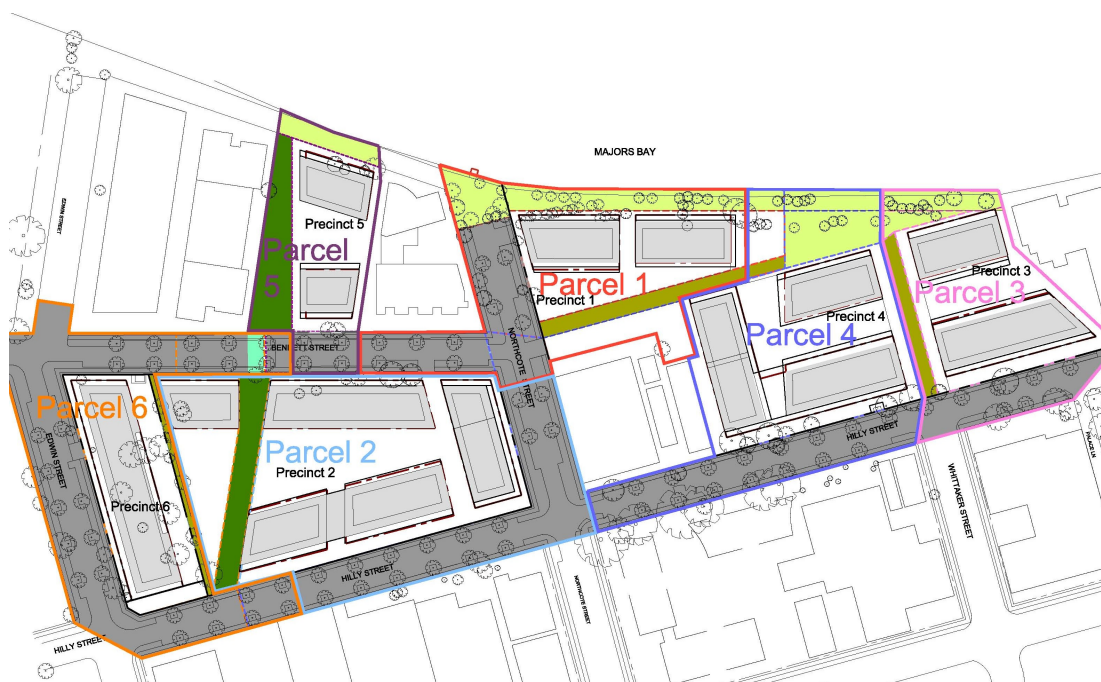 MAJORS BAY
EDWIN STREET
Precinct 5
Parcel
5
Precinct 3
Parcel 3
Parcel 1
Precinct 1
Precinct 4
Parcel 4
BENNETT STREET
NORTHCOTE STREET
Parcel 6
EDWIN STREET
Precinct 6
Parcel 2
Precinct 2
HILLY STREET
HILLY STREET
HILLY STREET
NORTHCOTE STREET
WHITTAKER STREET
PALACE LN